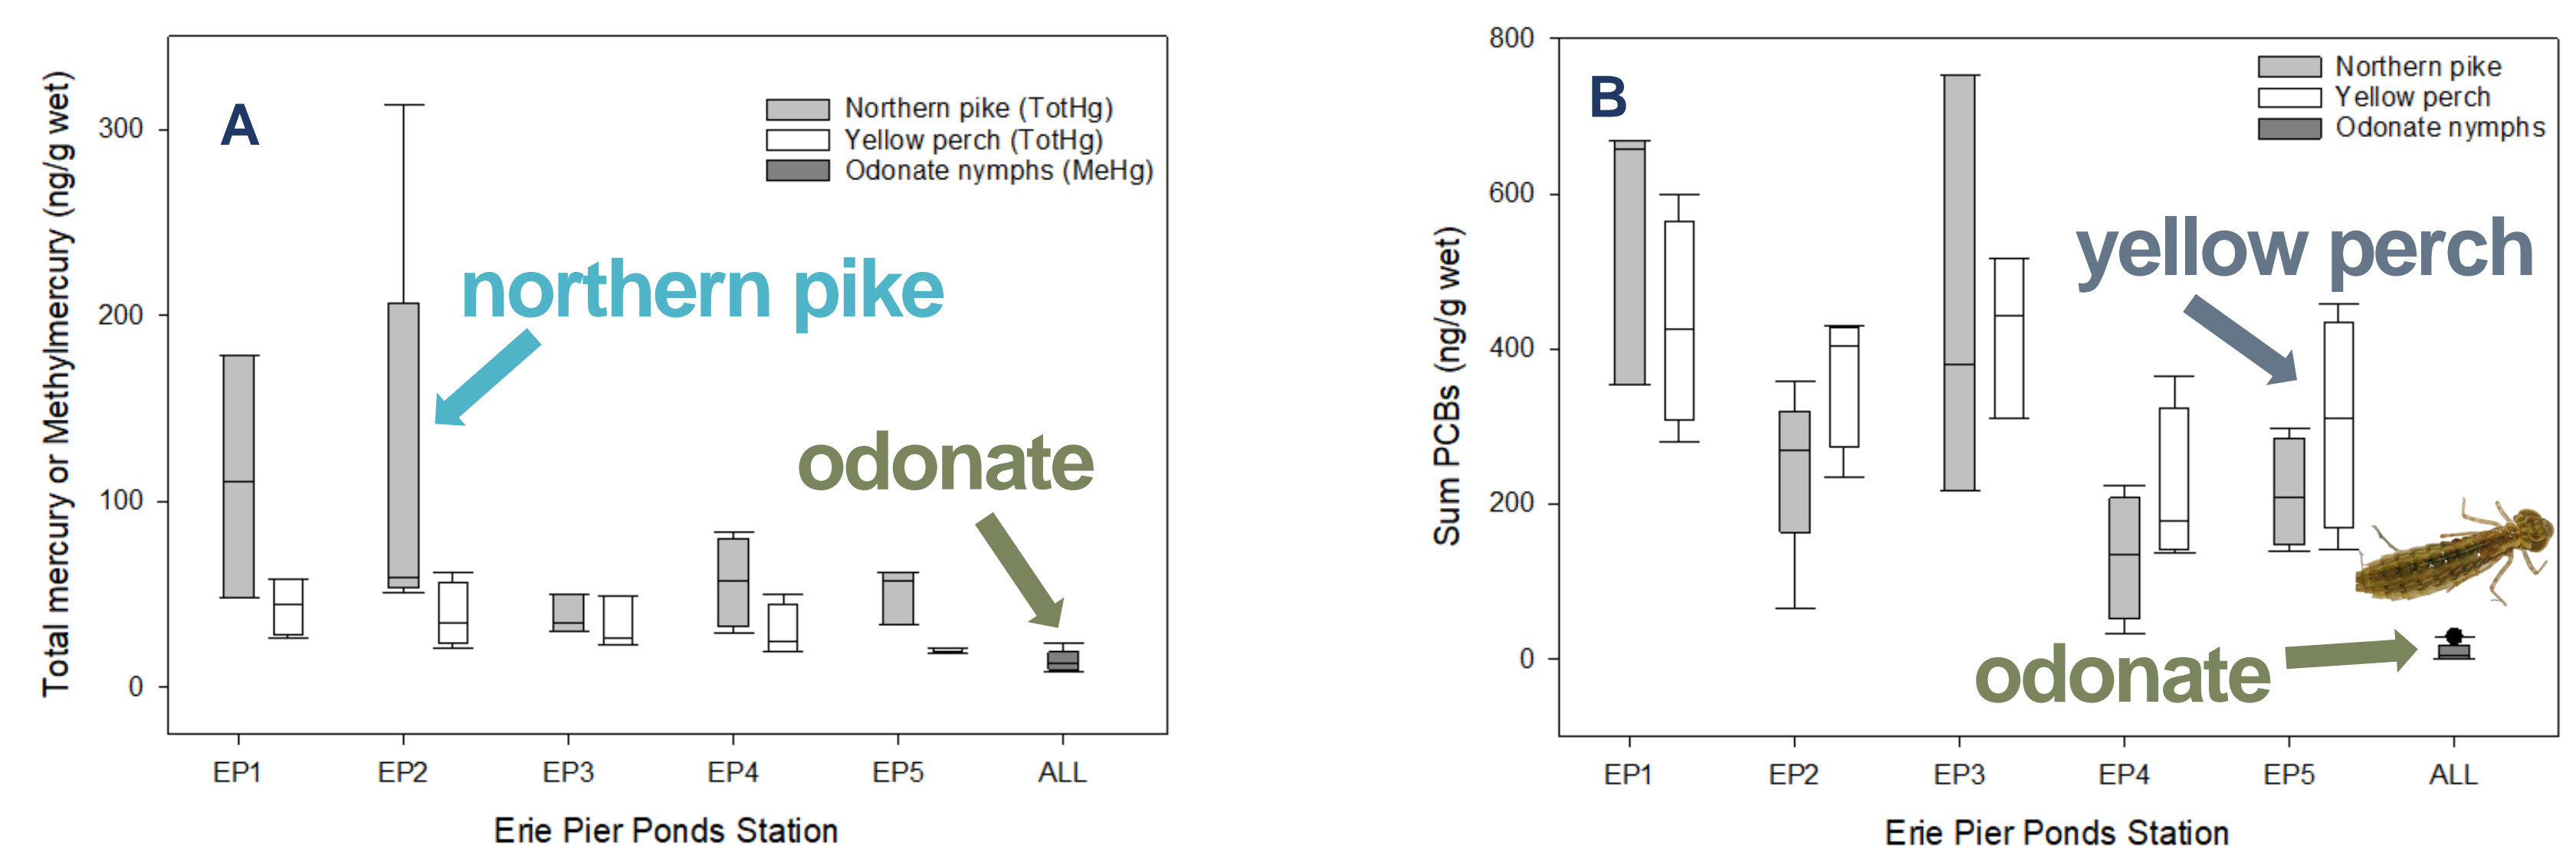 A
Total mercury or Methylmercury (ng/g wet)
300
200
100
0
Northern pike (TotHg)
Yellow perch (TotHg)
Odonate nymphs (MeHg)
northern pike
odonate
EP1 EP2 EP3 EP4 EP5 ALL
Erie Pier Ponds Station
B
Sum PCBs (ng/g wet)
800
600
400
200
0
Northern pike
Yellow perch
Odonate nymphs
yellow perch
odonate
EP1 EP2 EP3 EP4 EP5 ALL
Erie Pier Ponds Station